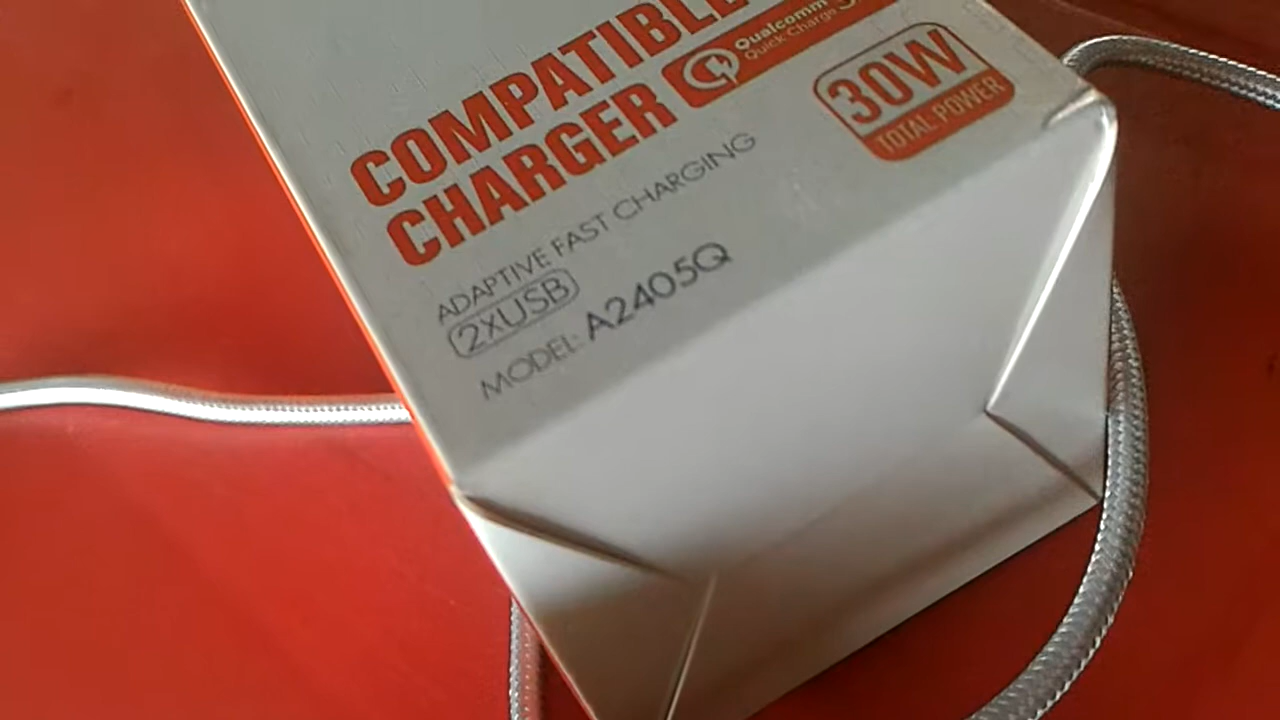 COMPATIBLE
CHARGER
Qualcomm
Quick Charge
30W
TOTAL POWER
ADAPTIVE FAST CHARGING
2XUSB
MODEL: A2405Q